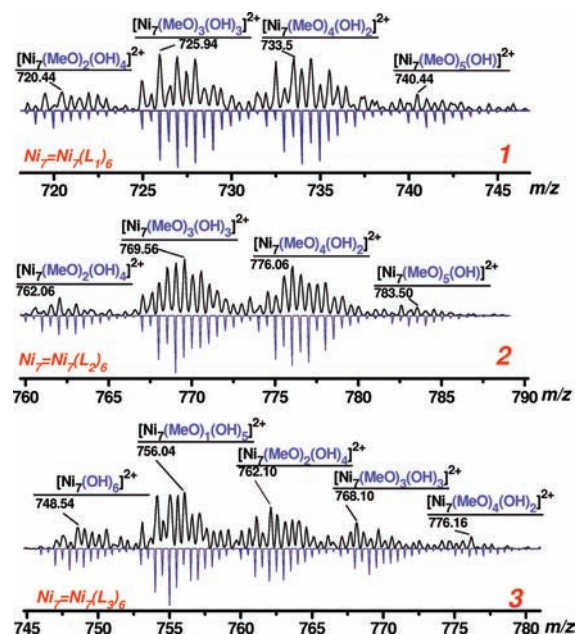 [Ni₇(MeO)₃(OH)₃]²⁺
725.94
[Ni₇(MeO)₄(OH)₂]²⁺
733.5
[Ni₇(MeO)₂(OH)₄]²⁺
720.44
[Ni₇(MeO)₅(OH)]²⁺
740.44
Ni₇=Ni₇(L₁)₆
1
720 725 730 735 740 745 m/z
[Ni₇(MeO)₃(OH)₃]²⁺
769.56
[Ni₇(MeO)₄(OH)₂]²⁺
776.06
[Ni₇(MeO)₂(OH)₄]²⁺
762.06
[Ni₇(MeO)₅(OH)]²⁺
783.50
Ni₇=Ni₇(L₂)₆
2
760 765 770 775 780 785 790 m/z
[Ni₇(MeO)₁(OH)₅]²⁺
756.04
[Ni₇(MeO)₂(OH)₄]²⁺
762.10
[Ni₇(OH)₆]²⁺
748.54
[Ni₇(MeO)₃(OH)₃]²⁺
768.10
[Ni₇(MeO)₄(OH)₂]²⁺
776.16
Ni₇=Ni₇(L₃)₆
3
745 750 755 760 765 770 775 780 m/z